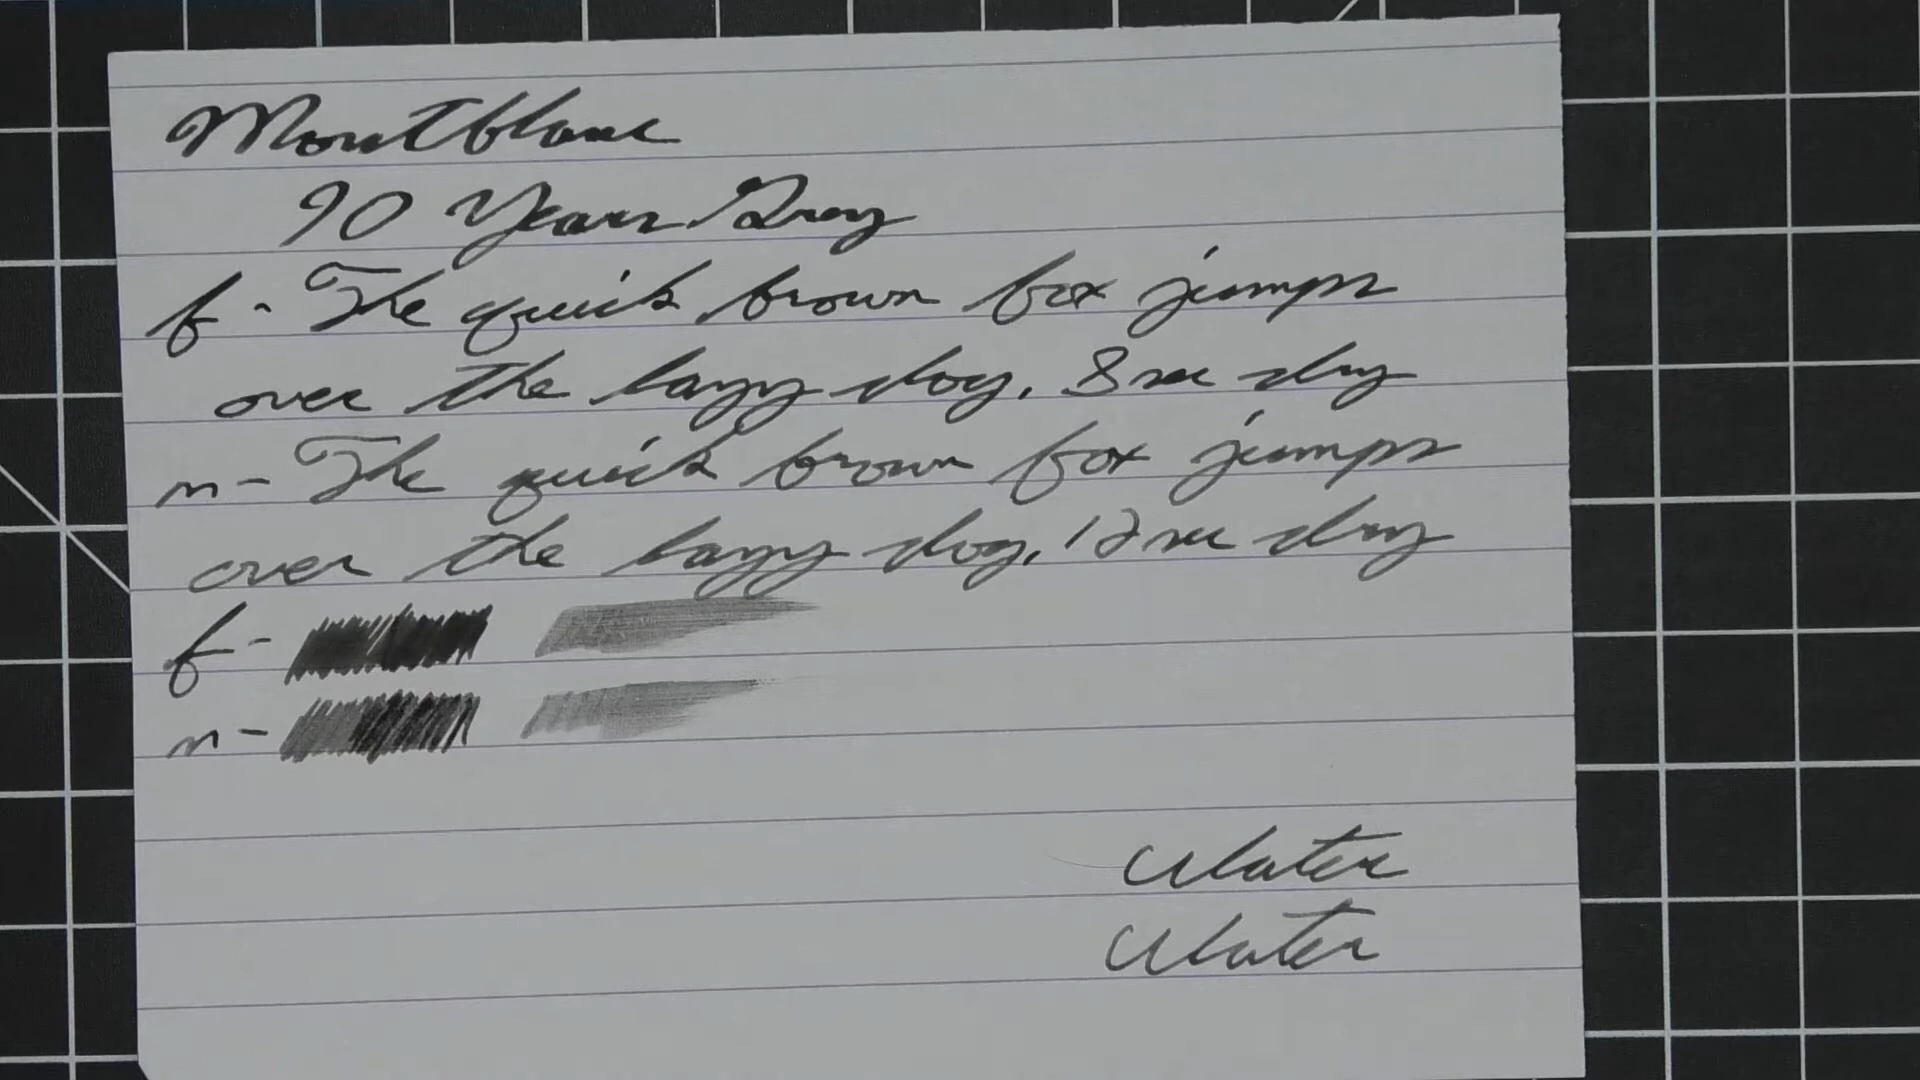 Montblanc
90 Years Grey
f - The quick brown fox jumps
over the lazy dog. 8 sec dry
m - The quick brown fox jumps
over the lazy dog. 12 sec dry
f -
m -
Water
Water